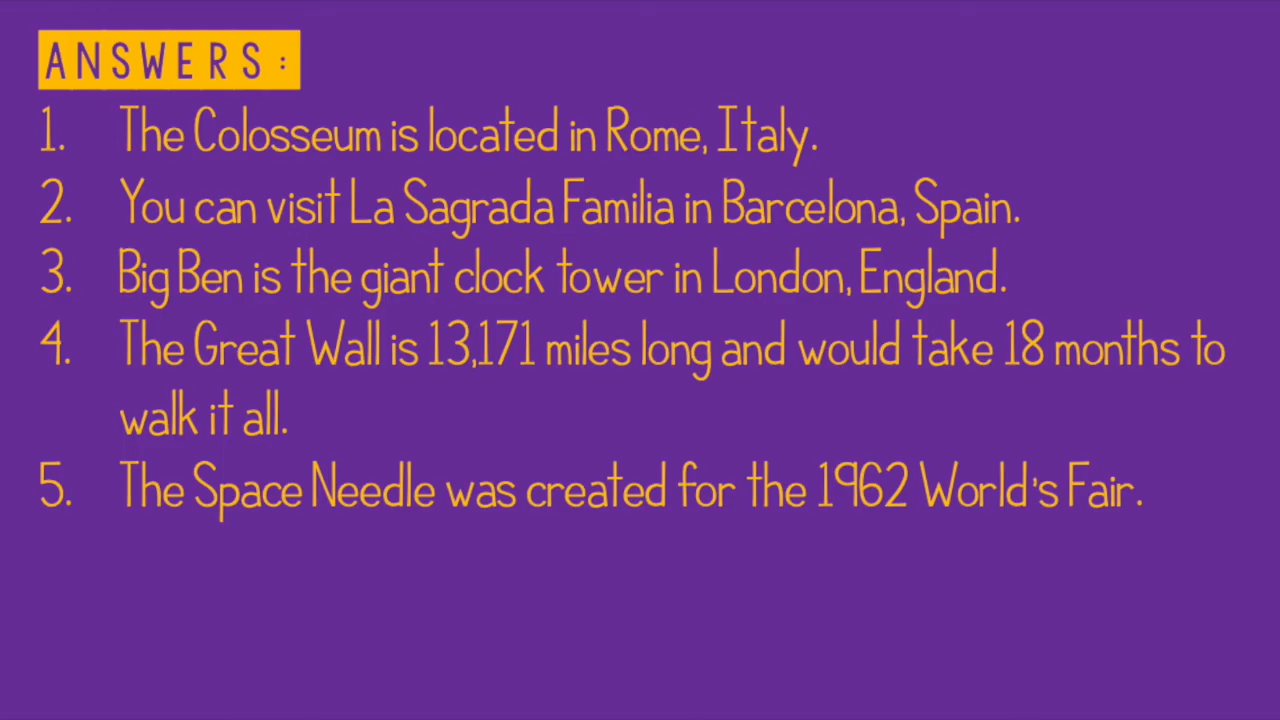 ANSWERS:
1. The Colosseum is located in Rome, Italy.
2. You can visit La Sagrada Familia in Barcelona, Spain.
3. Big Ben is the giant clock tower in London, England.
4. The Great Wall is 13,171 miles long and would take 18 months to
walk it all.
5. The Space Needle was created for the 1962 World's Fair.